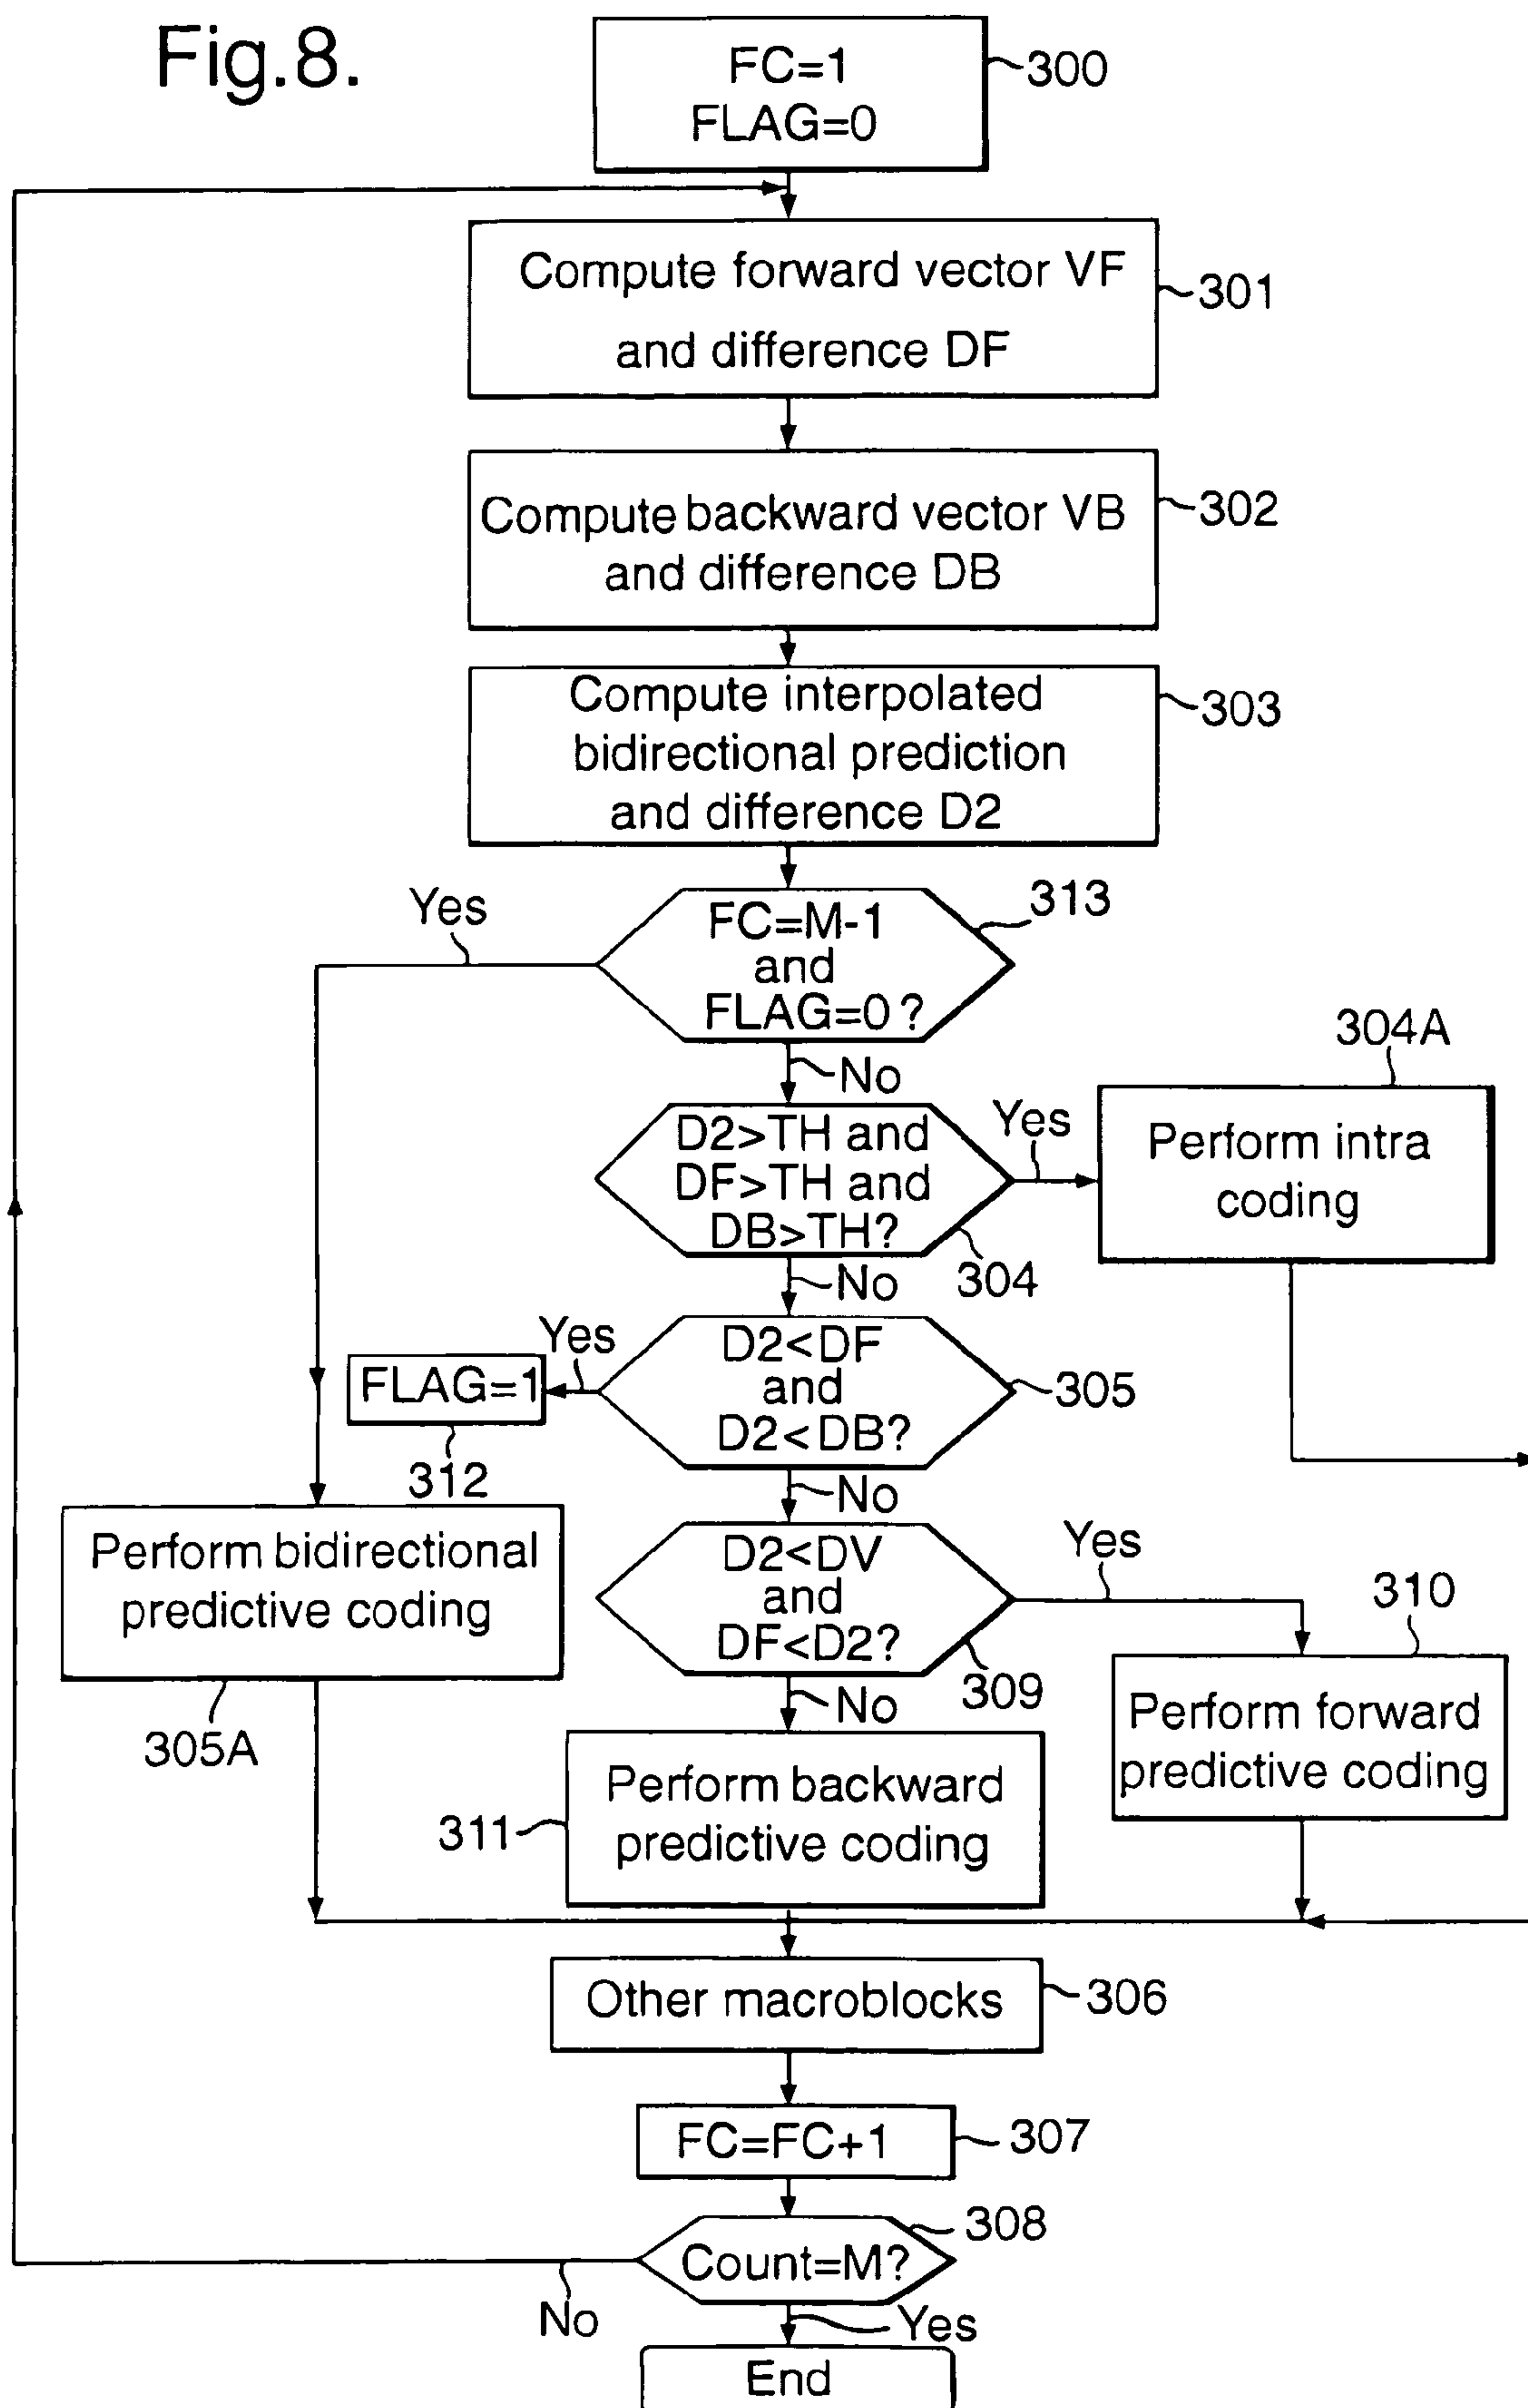 Fig.8.
FC=1
FLAG=0
300
Compute forward vector VF
and difference DF
301
Compute backward vector VB
and difference DB
302
Compute interpolated
bidirectional prediction
and difference D2
303
Yes
FC=M-1
and
FLAG=0?
313
No
304A
D2>TH and
DF>TH and
DB>TH?
Yes
304
Perform intra
coding
No
Yes
FLAG=1
312
D2<DF
and
D2<DB?
305
No
Perform bidirectional
predictive coding
305A
D2<DV
and
DF<D2?
309
Yes
310
No
Perform forward
predictive coding
311
Perform backward
predictive coding
Other macroblocks
306
FC=FC+1
307
Count=M?
308
No
Yes
End